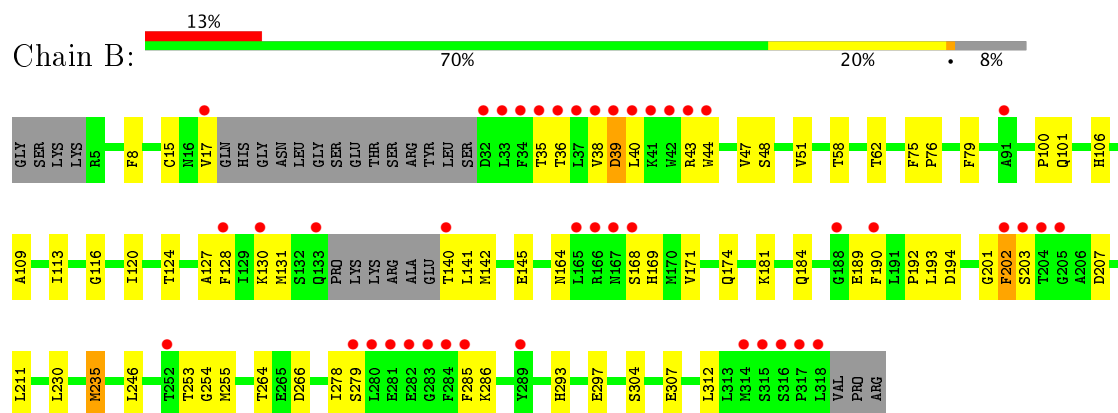 13%
Chain B:
70% 20% • 8%
GLY SER LYS LYS R5 F8 C15 N16 V17 GLN HIS GLY ASN LEU GLY SER GLU THR SER ARG TYR LEU SER D32 L33 F34 T35 T36 L37 V38 D39 L40 K41 W42 R43 W44 V47 S48 V51 T58 T62 F75 P76 F79 A91 P100 Q101 H106
A109 I113 G116 I120 T124 A127 F128 I129 K130 M131 S132 Q133 PRO LYS LYS ARG ALA GLU T140 L141 M142 E145 N164 L165 R166 N167 S168 H169 M170 V171 Q174 K181 Q184 G188 E189 F190 L191 P192 L193 D194 G201 F202 S203 T204 G205 A206 D207
L211 L230 M235 L246 T252 T253 G254 M255 T264 E265 D266 I278 S279 L280 E281 E282 G283 F284 F285 K286 Y289 H293 E297 S304 E307 L312 L313 M314 S315 S316 P317 L318 VAL PRO ARG